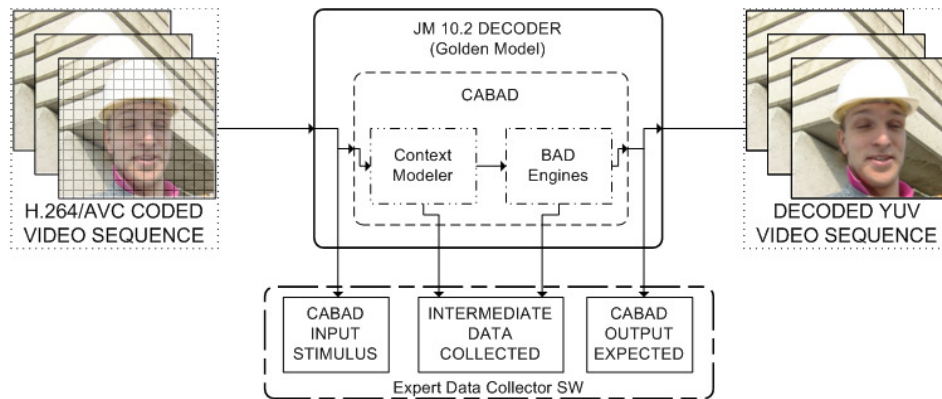 JM 10.2 DECODER
(Golden Model)
CABAD
Context
Modeler
BAD
Engines
H.264/AVC CODED
VIDEO SEQUENCE
DECODED YUV
VIDEO SEQUENCE
CABAD
INPUT
STIMULUS
INTERMEDIATE
DATA
COLLECTED
CABAD
OUTPUT
EXPECTED
Expert Data Collector SW